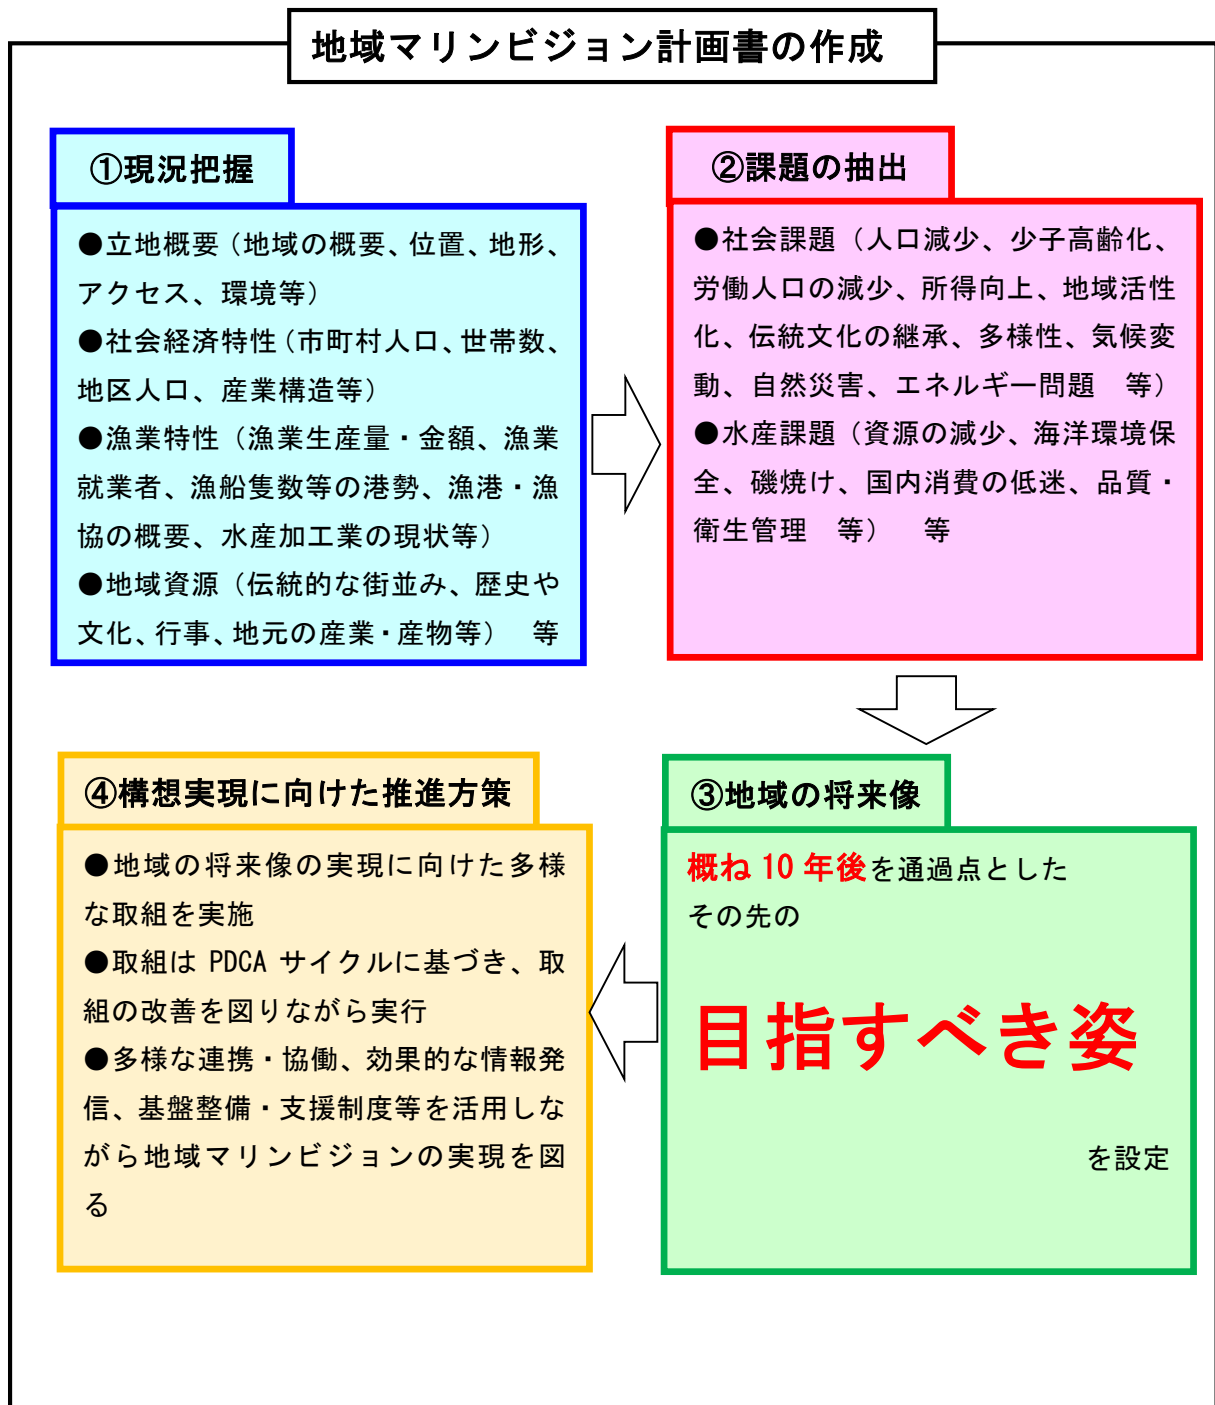 地域マリンビジョン計画書の作成
①現況把握
●立地概要（地域の概要、位置、地形、
アクセス、環境等）
●社会経済特性（市町村人口、世帯数、
地区人口、産業構造等）
●漁業特性（漁業生産量・金額、漁業
就業者、漁船隻数等の港勢、漁港・漁
協の概要、水産加工業の現状等）
●地域資源（伝統的な街並み、歴史や
文化、行事、地元の産業・産物等）　等
②課題の抽出
●社会課題（人口減少、少子高齢化、
労働人口の減少、所得向上、地域活性
化、伝統文化の継承、多様性、気候変
動、自然災害、エネルギー問題　等）
●水産課題（資源の減少、海洋環境保
全、磯焼け、国内消費の低迷、品質・
衛生管理　等）　等
③地域の将来像
概ね 10 年後を通過点とした
その先の
目指すべき姿
を設定
④構想実現に向けた推進方策
●地域の将来像の実現に向けた多様
な取組を実施
●取組は PDCA サイクルに基づき、取
組の改善を図りながら実行
●多様な連携・協働、効果的な情報発
信、基盤整備・支援制度等を活用しな
がら地域マリンビジョンの実現を図
る